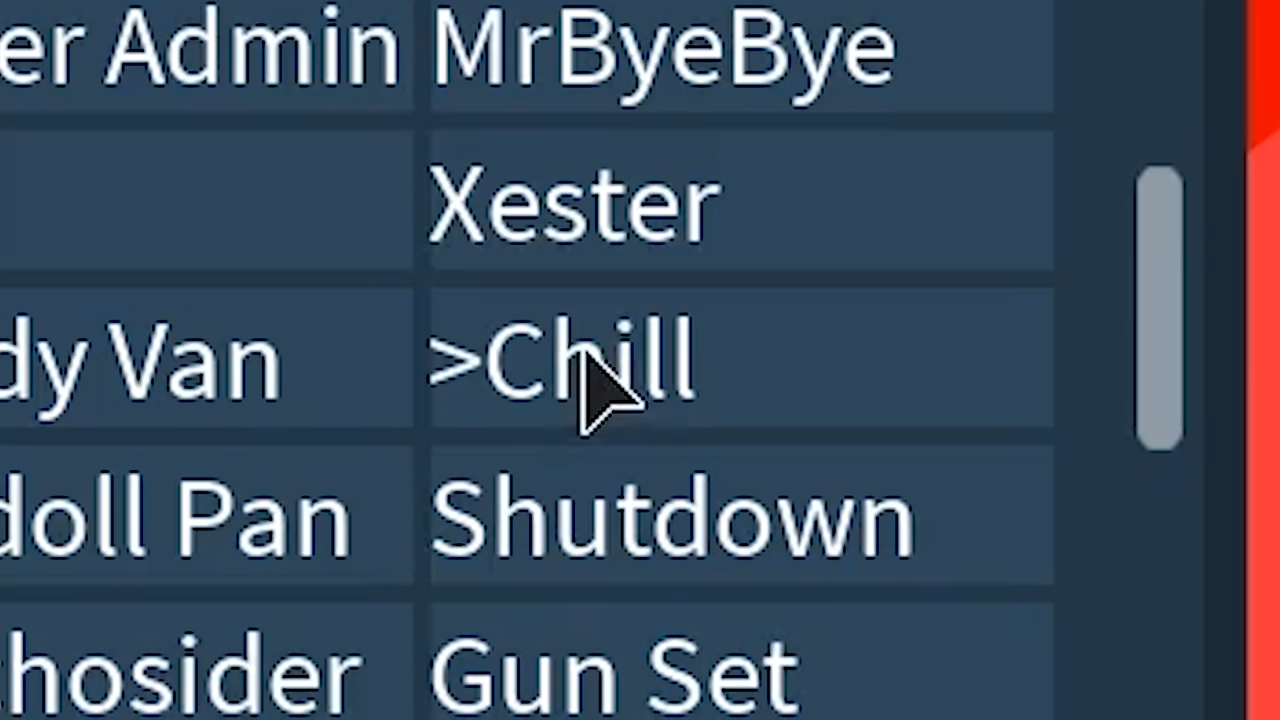 er Admin MrByeBye
Xester
dy Van >Chill
doll Pan Shutdown
hosider Gun Set